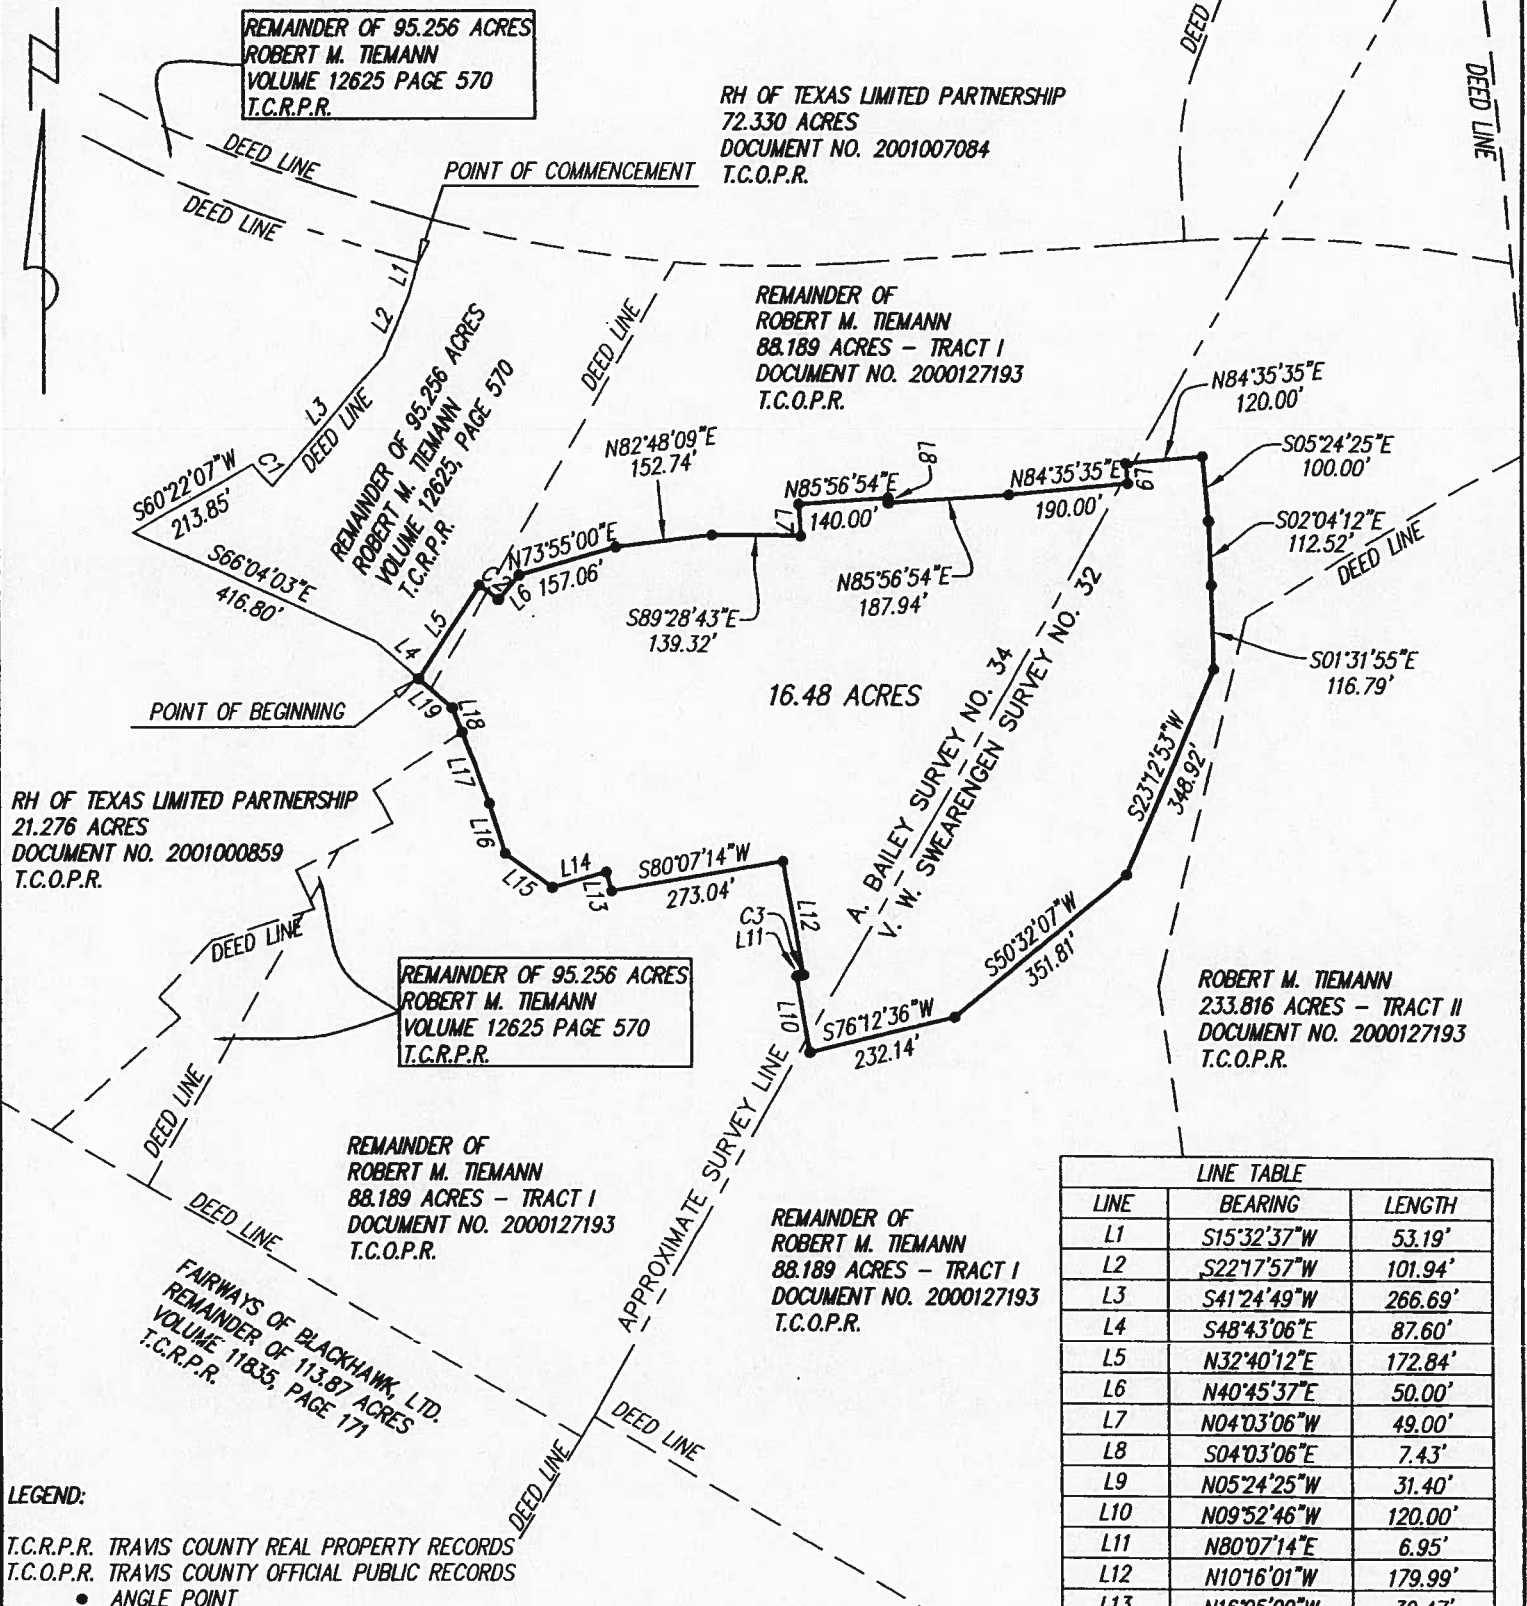 REMAINDER OF 95.256 ACRES
ROBERT M. TIEMANN
VOLUME 12625 PAGE 570
T.C.R.P.R.
DEED LINE
DEED LINE
POINT OF COMMENCEMENT
RH OF TEXAS LIMITED PARTNERSHIP
72.330 ACRES
DOCUMENT NO. 2001007084
T.C.O.P.R.
DEED
DEED LINE
L1
L2
L3
DEED LINE
C1
S60°22'07"W
213.85'
S66°04'03"E
416.80'
REMAINDER OF 95.256 ACRES
ROBERT M. TIEMANN
VOLUME 12625, PAGE 570
T.C.R.P.R.
DEED LINE
REMAINDER OF
ROBERT M. TIEMANN
88.189 ACRES - TRACT I
DOCUMENT NO. 2000127193
T.C.O.P.R.
N84°35'35"E
120.00'
S05°24'25"E
100.00'
S02°04'12"E
112.52'
DEED LINE
S01°31'55"E
116.79'
N82°48'09"E
152.74'
N73°55'00"E
157.06'
C2
L6
L5
L4
S89°28'43"E
139.32'
L7
N85°56'54"E
140.00'
L8
N85°56'54"E
187.94'
N84°35'35"E
190.00'
L9
16.48 ACRES
A. BAILEY SURVEY NO. 34
V. W. SWEARENGEN SURVEY NO. 32
POINT OF BEGINNING
L19
L18
L17
L16
L15
L14
L13
S80°07'14"W
273.04'
L12
C3
L11
L10
S76°12'36"W
232.14'
S50°32'07"W
351.81'
S23°12'53"W
348.92'
RH OF TEXAS LIMITED PARTNERSHIP
21.276 ACRES
DOCUMENT NO. 2001000859
T.C.O.P.R.
DEED LINE
REMAINDER OF 95.256 ACRES
ROBERT M. TIEMANN
VOLUME 12625 PAGE 570
T.C.R.P.R.
DEED LINE
ROBERT M. TIEMANN
233.816 ACRES - TRACT II
DOCUMENT NO. 2000127193
T.C.O.P.R.
REMAINDER OF
ROBERT M. TIEMANN
88.189 ACRES - TRACT I
DOCUMENT NO. 2000127193
T.C.O.P.R.
DEED LINE
APPROXIMATE SURVEY LINE
REMAINDER OF
ROBERT M. TIEMANN
88.189 ACRES - TRACT I
DOCUMENT NO. 2000127193
T.C.O.P.R.
FAIRWAYS OF BLACKHAWK, LTD.
REMAINDER OF 113.87 ACRES
VOLUME 11835, PAGE 171
T.C.R.P.R.
DEED LINE
DEED LINE
LINE TABLE
LINE BEARING LENGTH
L1 S15°32'37"W 53.19'
L2 S22°17'57"W 101.94'
L3 S41°24'49"W 266.69'
L4 S48°43'06"E 87.60'
L5 N32°40'12"E 172.84'
L6 N40°45'37"E 50.00'
L7 N04°03'06"W 49.00'
L8 S04°03'06"E 7.43'
L9 N05°24'25"W 31.40'
L10 N09°52'46"W 120.00'
L11 N80°07'14"E 6.95'
L12 N10°16'01"W 179.99'
L13
LEGEND:
T.C.R.P.R. TRAVIS COUNTY REAL PROPERTY RECORDS
T.C.O.P.R. TRAVIS COUNTY OFFICIAL PUBLIC RECORDS
● ANGLE POINT